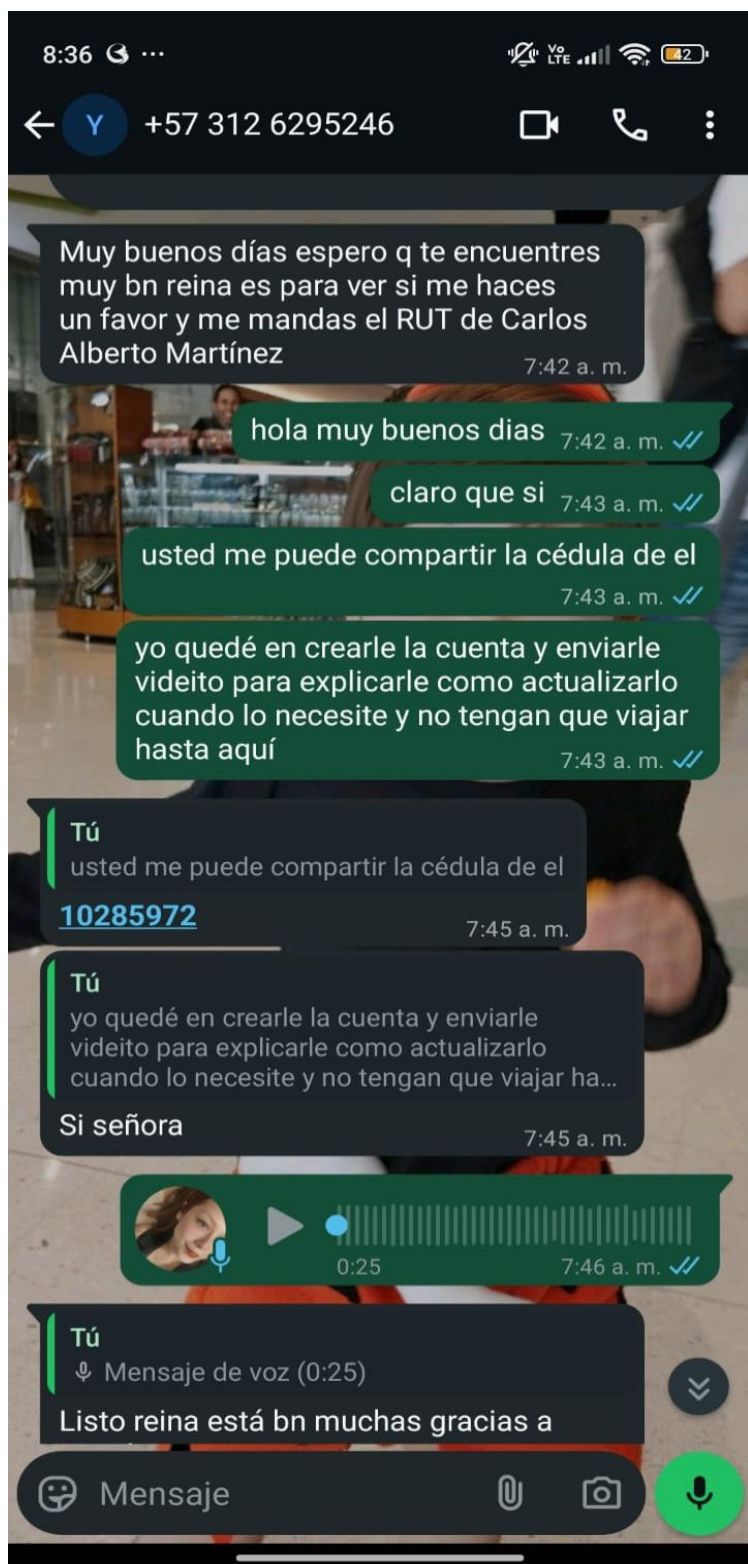 8:36
Vo
LTE
42
Y
+57 312 6295246
Muy buenos días espero q te encuentres
muy bn reina es para ver si me haces
un favor y me mandas el RUT de Carlos
Alberto Martínez
7:42 a. m.
hola muy buenos dias 7:42 a. m.
claro que si 7:43 a. m.
usted me puede compartir la cédula de el
7:43 a. m.
yo quedé en crearle la cuenta y enviarle
videito para explicarle como actualizarlo
cuando lo necesite y no tengan que viajar
hasta aquí
7:43 a. m.
Tú
usted me puede compartir la cédula de el
10285972
7:45 a. m.
Tú
yo quedé en crearle la cuenta y enviarle
videito para explicarle como actualizarlo
cuando lo necesite y no tengan que viajar ha...
Si señora
7:45 a. m.
0:25 7:46 a. m.
Tú
Mensaje de voz (0:25)
Listo reina está bn muchas gracias a
Mensaje